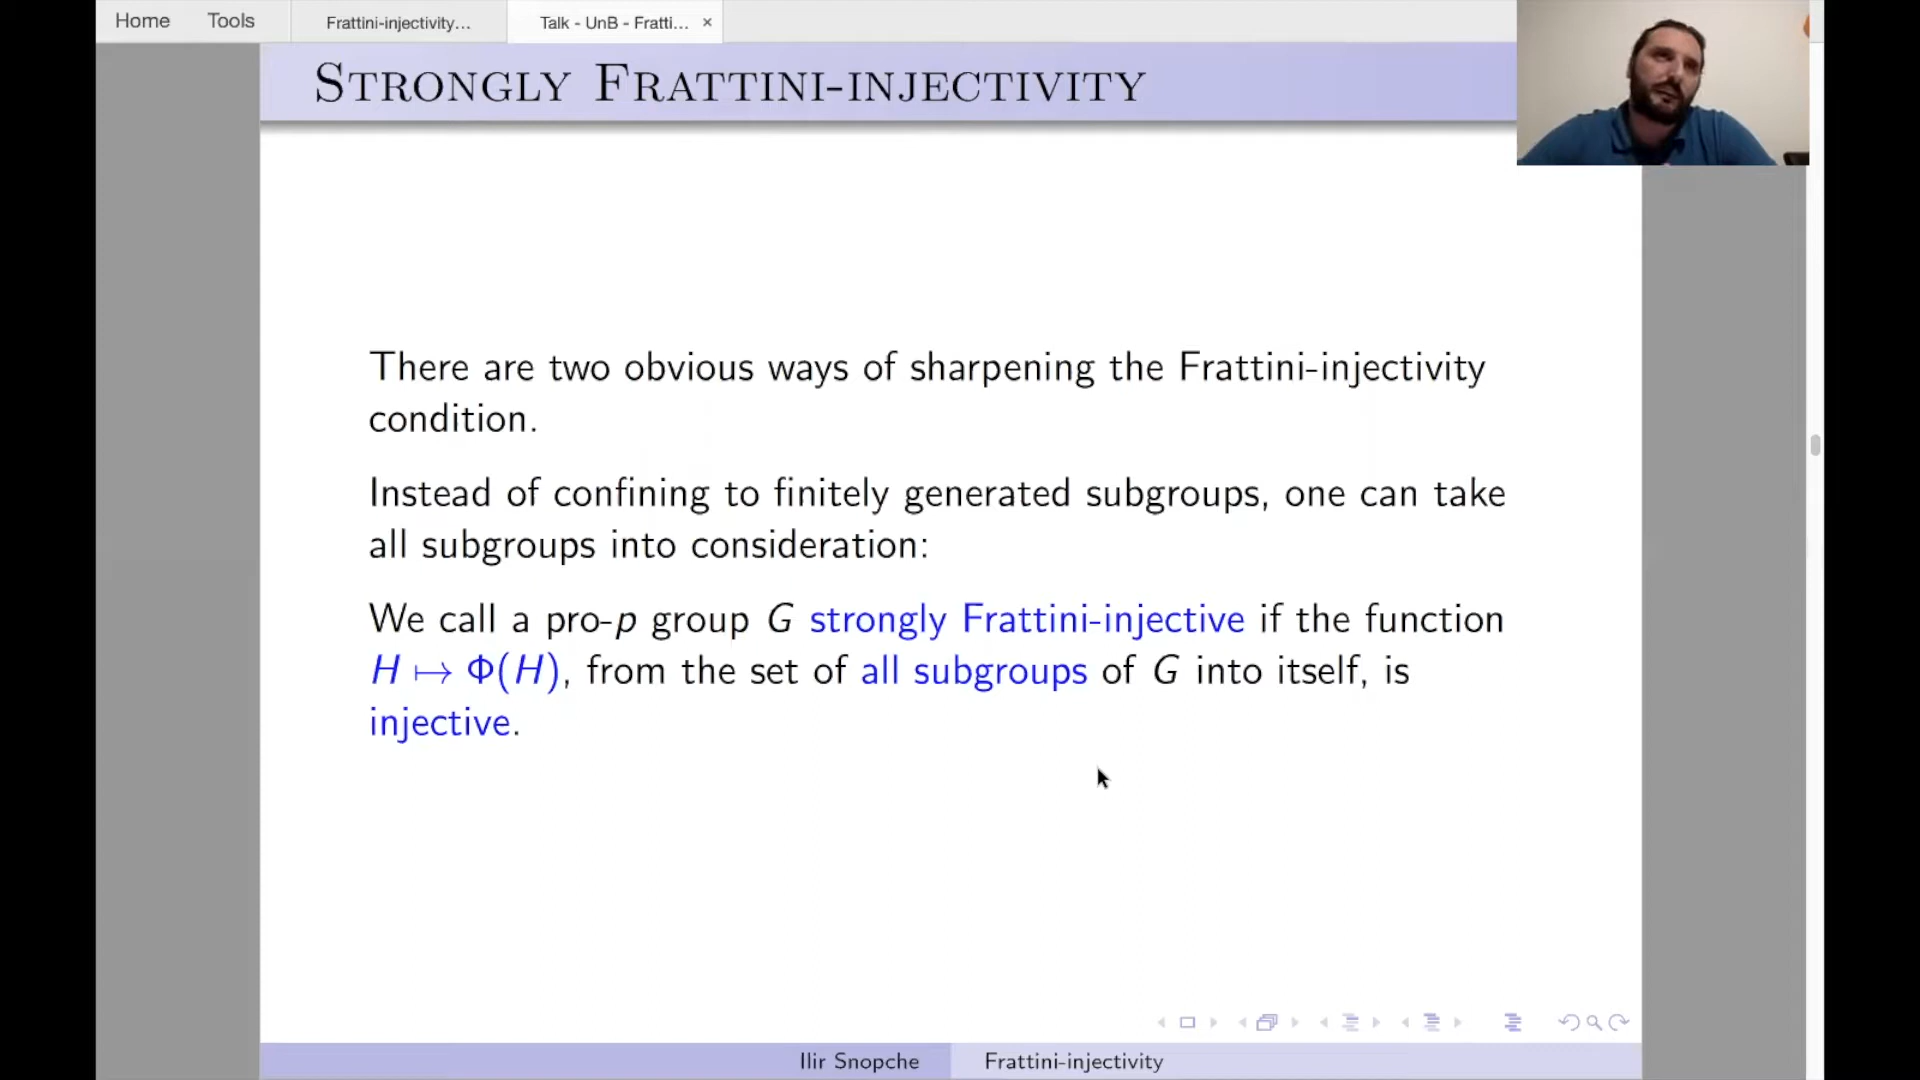 Home Tools Frattini-injectivity... Talk - UnB - Fratti... ×
STRONGLY FRATTINI-INJECTIVITY
There are two obvious ways of sharpening the Frattini-injectivity
condition.
Instead of confining to finitely generated subgroups, one can take
all subgroups into consideration:
We call a pro-p group G strongly Frattini-injective if the function
H ↦ Φ(H), from the set of all subgroups of G into itself, is
injective.
Ilir Snopche Frattini-injectivity